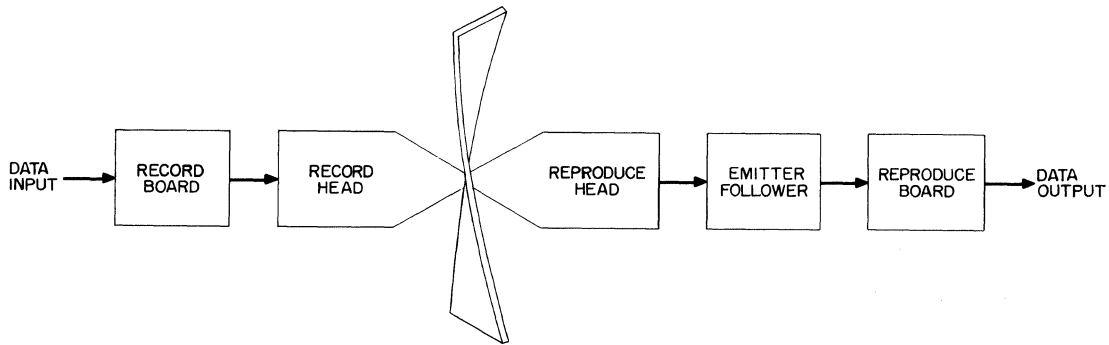 DATA
INPUT
RECORD
BOARD
RECORD
HEAD
REPRODUCE
HEAD
EMITTER
FOLLOWER
REPRODUCE
BOARD
DATA
OUTPUT